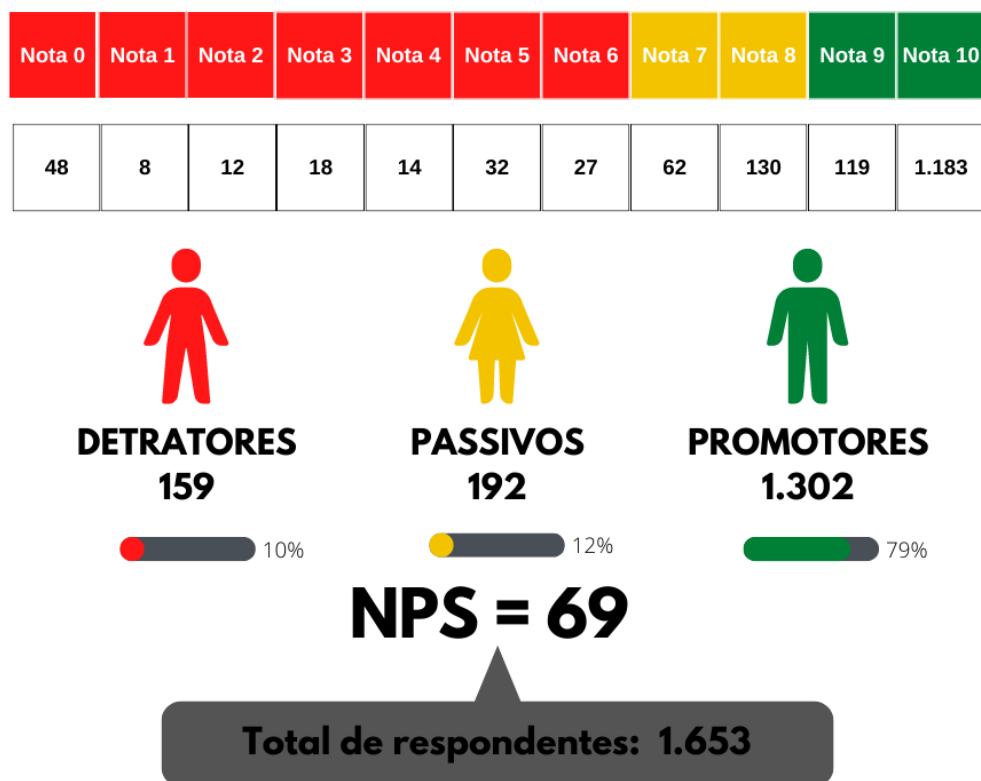 Nota 0 Nota 1 Nota 2 Nota 3 Nota 4 Nota 5 Nota 6 Nota 7 Nota 8 Nota 9 Nota 10
48 8 12 18 14 32 27 62 130 119 1.183
DETRATORES PASSIVOS PROMOTORES
159 192 1.302
10% 12% 79%
NPS = 69
Total de respondentes: 1.653